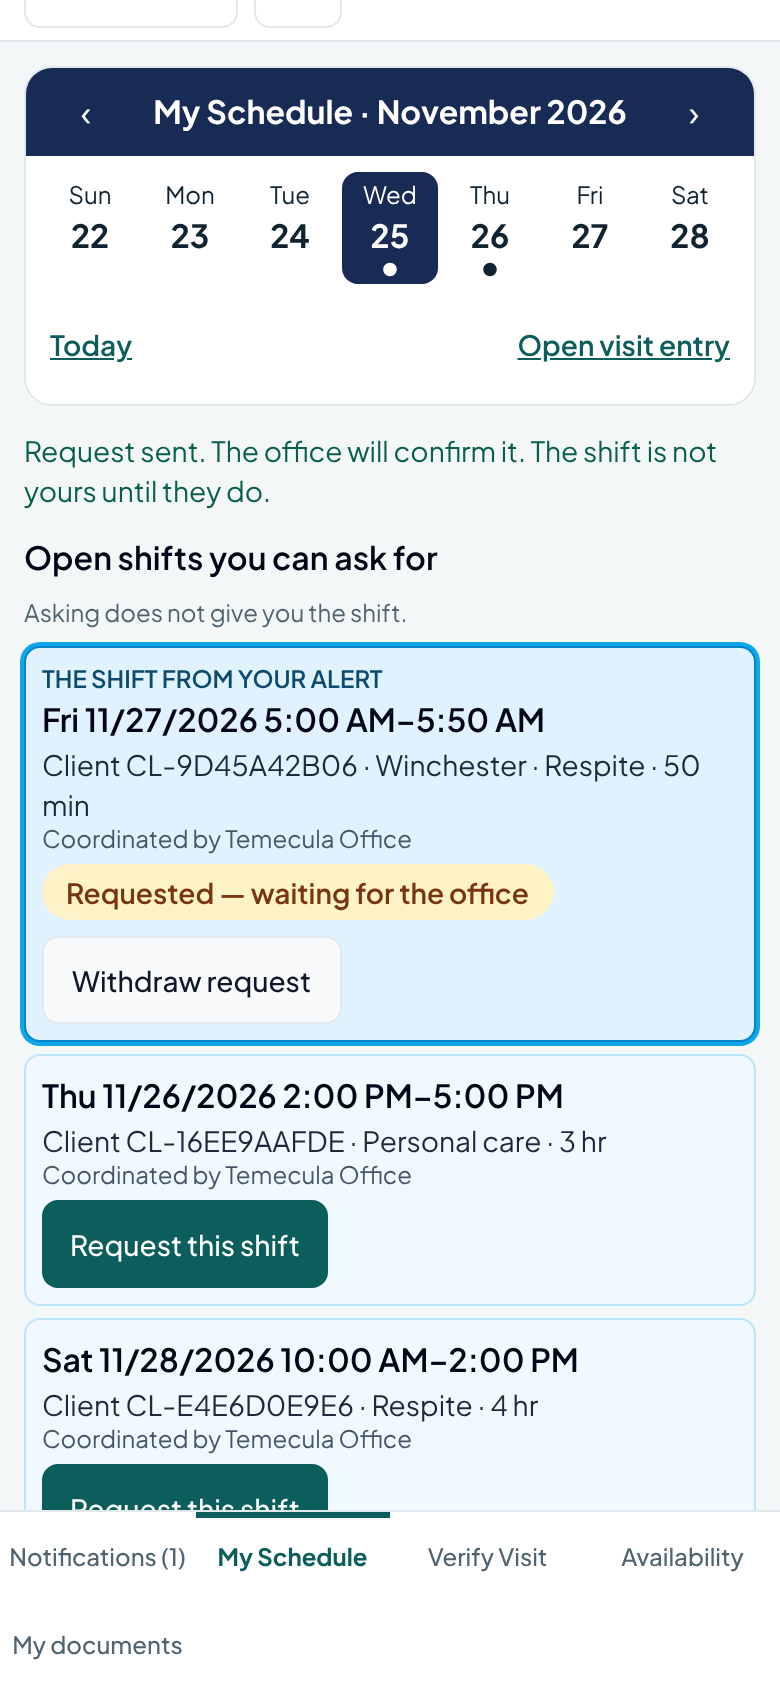 ‹ My Schedule · November 2026 ›
Sun Mon Tue Wed Thu Fri Sat
22 23 24 25 26 27 28
Today Open visit entry
Request sent. The office will confirm it. The shift is not
yours until they do.
Open shifts you can ask for
Asking does not give you the shift.
THE SHIFT FROM YOUR ALERT
Fri 11/27/2026 5:00 AM–5:50 AM
Client CL-9D45A42B06 · Winchester · Respite · 50
min
Coordinated by Temecula Office
Requested — waiting for the office
Withdraw request
Thu 11/26/2026 2:00 PM–5:00 PM
Client CL-16EE9AAFDE · Personal care · 3 hr
Coordinated by Temecula Office
Request this shift
Sat 11/28/2026 10:00 AM–2:00 PM
Client CL-E4E6D0E9E6 · Respite · 4 hr
Coordinated by Temecula Office
Request this shift
Notifications (1) My Schedule Verify Visit Availability
My documents